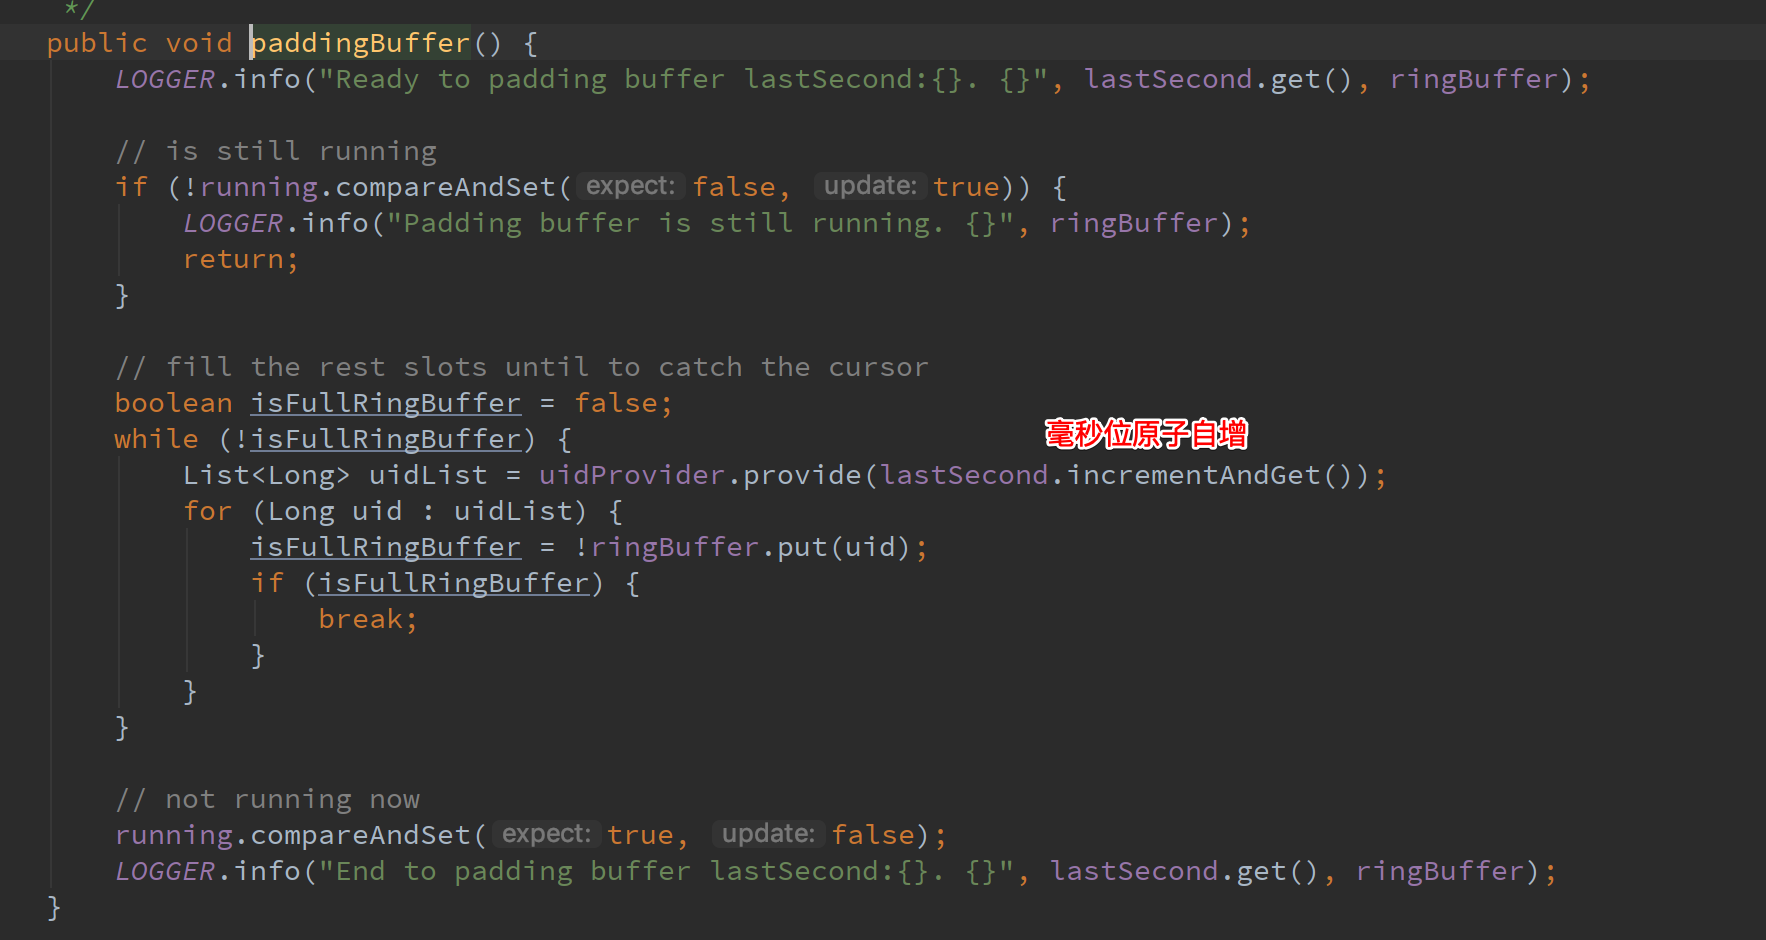 */
public void paddingBuffer() {
LOGGER.info("Ready to padding buffer lastSecond:{}. {}", lastSecond.get(), ringBuffer);
// is still running
if (!running.compareAndSet( expect: false, update: true)) {
LOGGER.info("Padding buffer is still running. {}", ringBuffer);
return;
}
// fill the rest slots until to catch the cursor
boolean isFullRingBuffer = false;
while (!isFullRingBuffer) {
毫秒位原子自增
List<Long> uidList = uidProvider.provide(lastSecond.incrementAndGet());
for (Long uid : uidList) {
isFullRingBuffer = !ringBuffer.put(uid);
if (isFullRingBuffer) {
break;
}
}
}
// not running now
running.compareAndSet( expect: true, update: false);
LOGGER.info("End to padding buffer lastSecond:{}. {}", lastSecond.get(), ringBuffer);
}